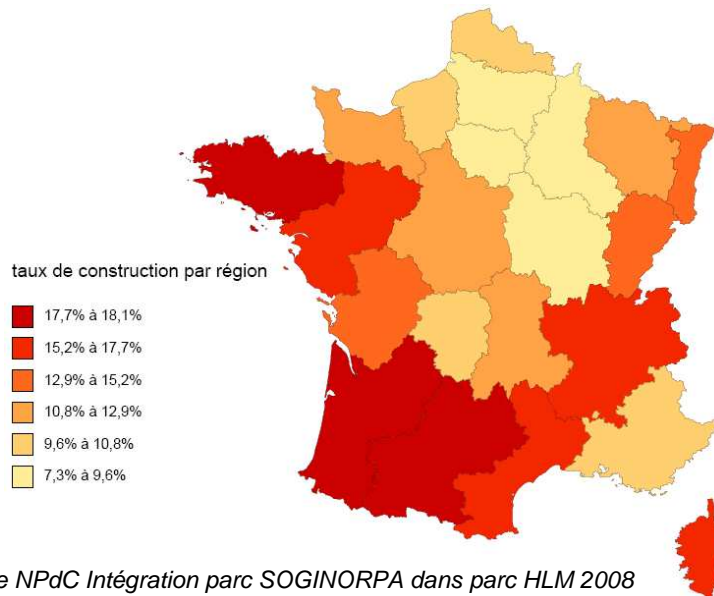 taux de construction par région
17,7% à 18,1%
15,2% à 17,7%
12,9% à 15,2%
10,8% à 12,9%
9,6% à 10,8%
7,3% à 9,6%
e NPdC Intégration parc SOGINORPA dans parc HLM 2008